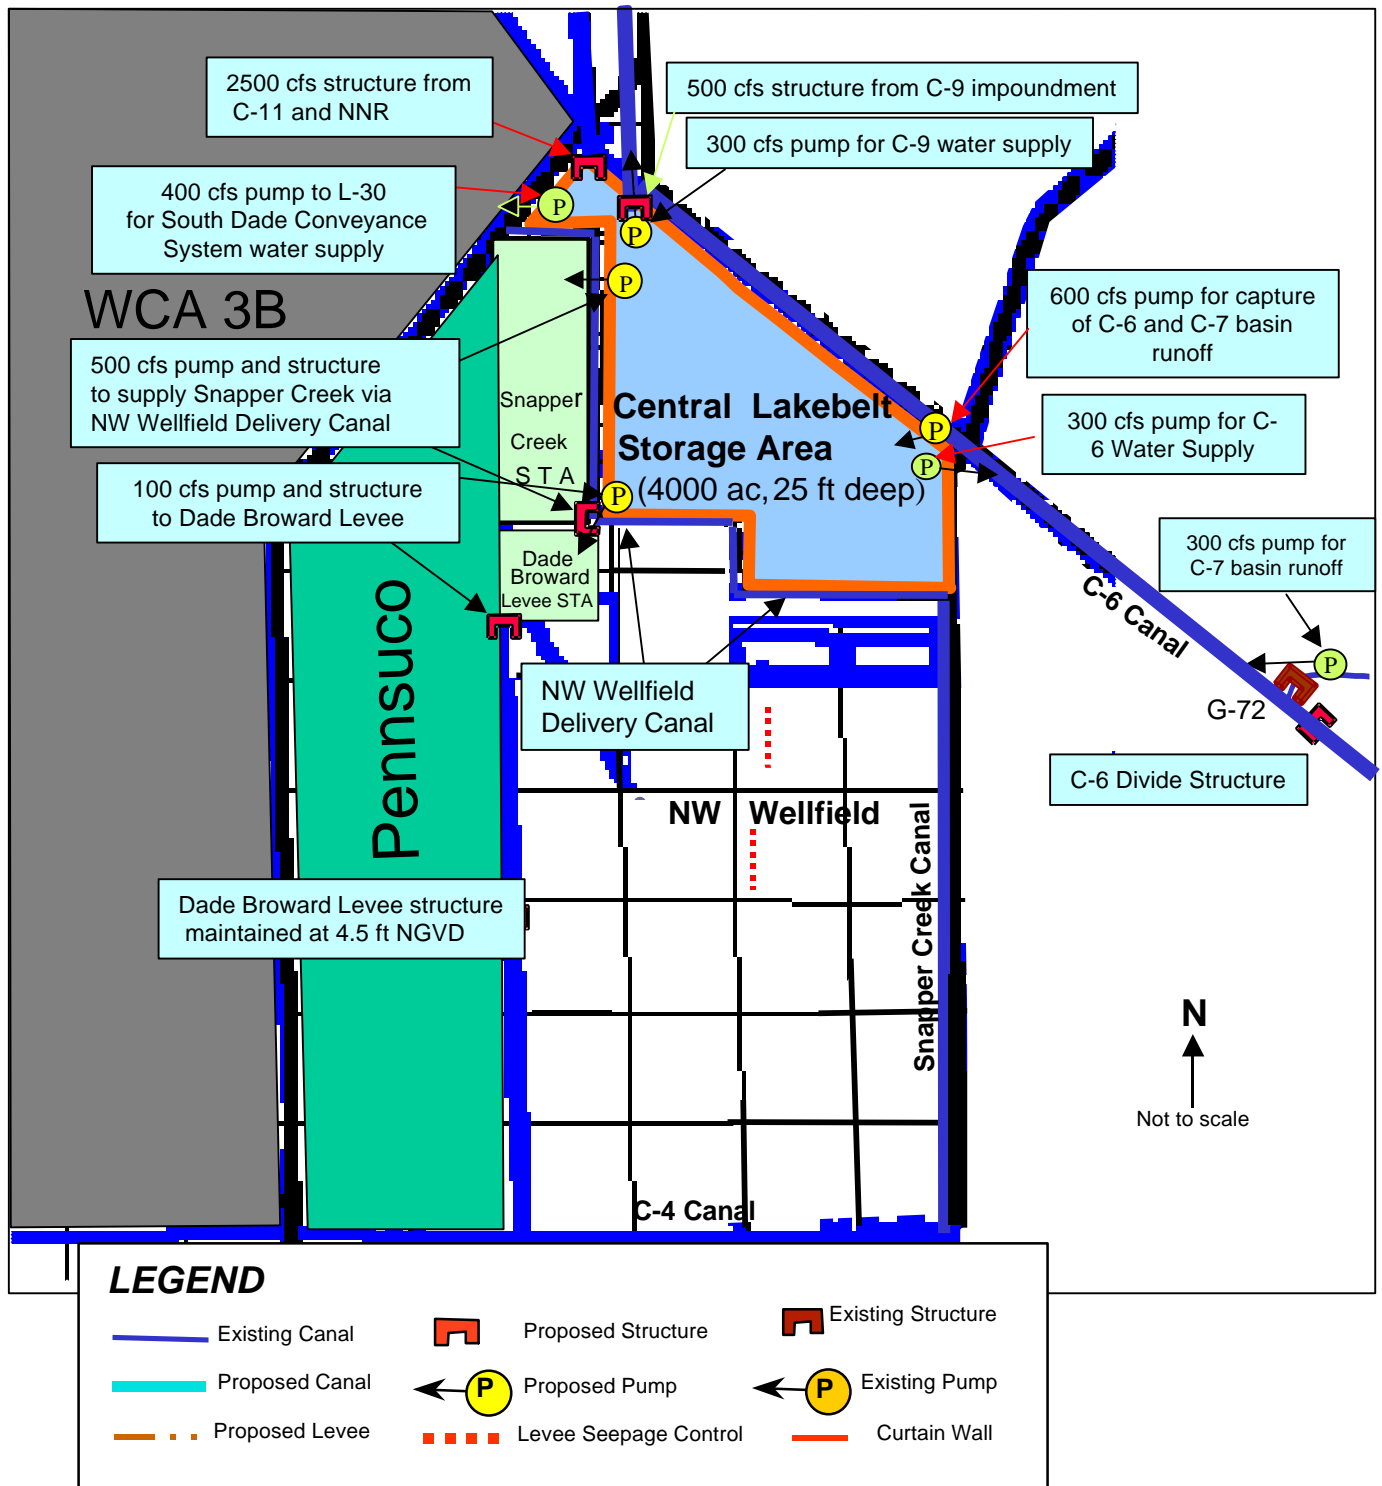 2500 cfs structure from
C-11 and NNR
500 cfs structure from C-9 impoundment
300 cfs pump for C-9 water supply
400 cfs pump to L-30
for South Dade Conveyance
System water supply
P
P
P
WCA 3B
600 cfs pump for capture
of C-6 and C-7 basin
runoff
500 cfs pump and structure
to supply Snapper Creek via
NW Wellfield Delivery Canal
Snapper
Creek
S T A
Central Lakebelt
Storage Area
(4000 ac, 25 ft deep)
P
P
P
300 cfs pump for C-
6 Water Supply
100 cfs pump and structure
to Dade Broward Levee
Dade
Broward
Levee STA
300 cfs pump for
C-7 basin runoff
C-6 Canal
P
G-72
Pennsuco
NW Wellfield
Delivery Canal
C-6 Divide Structure
NW Wellfield
Snapper Creek Canal
Dade Broward Levee structure
maintained at 4.5 ft NGVD
N
Not to scale
C-4 Canal
LEGEND
Existing Canal
Proposed Structure
Existing Structure
Proposed Canal
P
Proposed Pump
P
Existing Pump
Proposed Levee
Levee Seepage Control
Curtain Wall